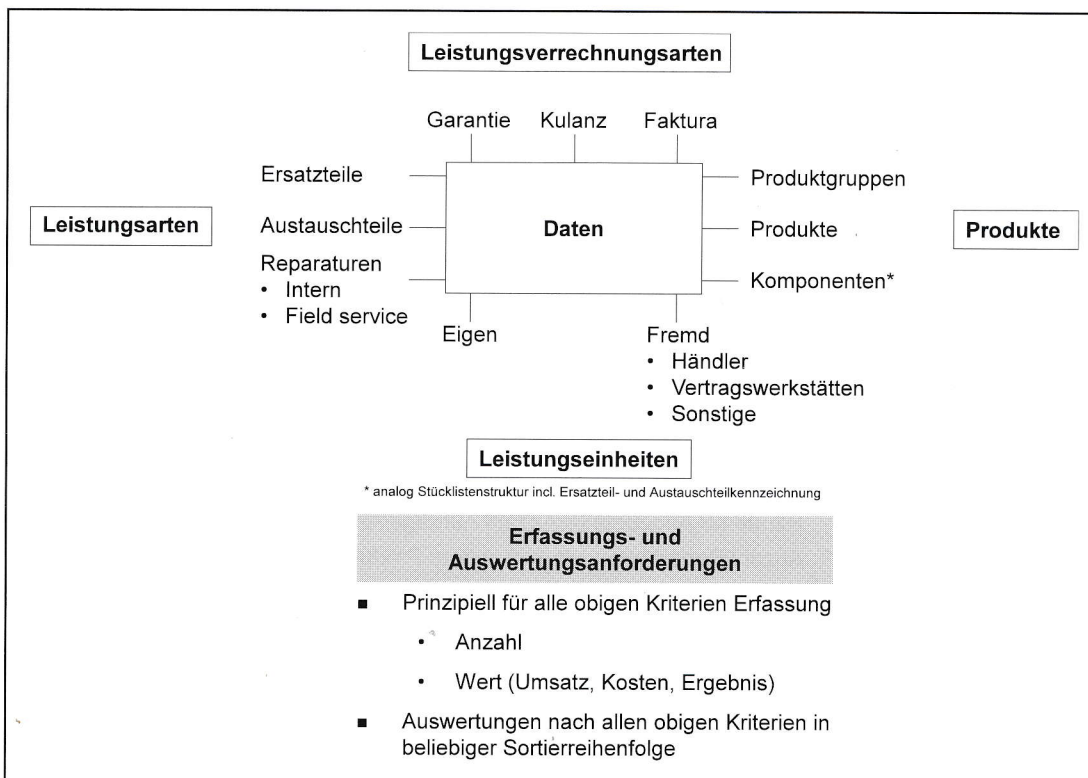 Leistungsverrechnungsarten
Garantie Kulanz Faktura
Ersatzteile
Produktgruppen
Leistungsarten
Austauschteile
Daten
Produkte
Produkte
Reparaturen
• Intern
• Field service
Komponenten*
Eigen
Fremd
• Händler
• Vertragswerkstätten
• Sonstige
Leistungseinheiten
* analog Stücklistenstruktur incl. Ersatzteil- und Austauschteilkennzeichnung
Erfassungs- und
Auswertungsanforderungen
■ Prinzipiell für alle obigen Kriterien Erfassung
• Anzahl
• Wert (Umsatz, Kosten, Ergebnis)
■ Auswertungen nach allen obigen Kriterien in
beliebiger Sortierreihenfolge